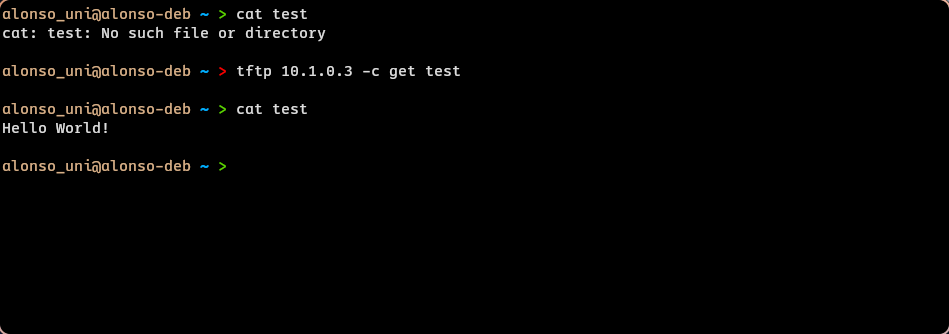 alonso_uni@alonso-deb ~ > cat test
cat: test: No such file or directory
alonso_uni@alonso-deb ~ > tftp 10.1.0.3 -c get test
alonso_uni@alonso-deb ~ > cat test
Hello World!
alonso_uni@alonso-deb ~ >